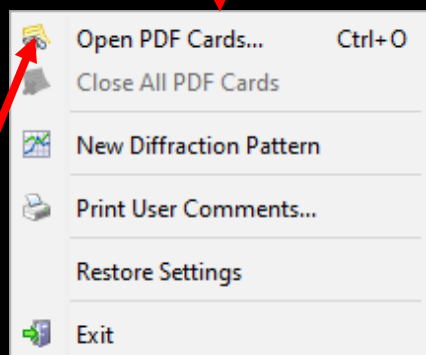 Open PDF Cards... Ctrl+O
Close All PDF Cards
New Diffraction Pattern
Print User Comments...
Restore Settings
Exit